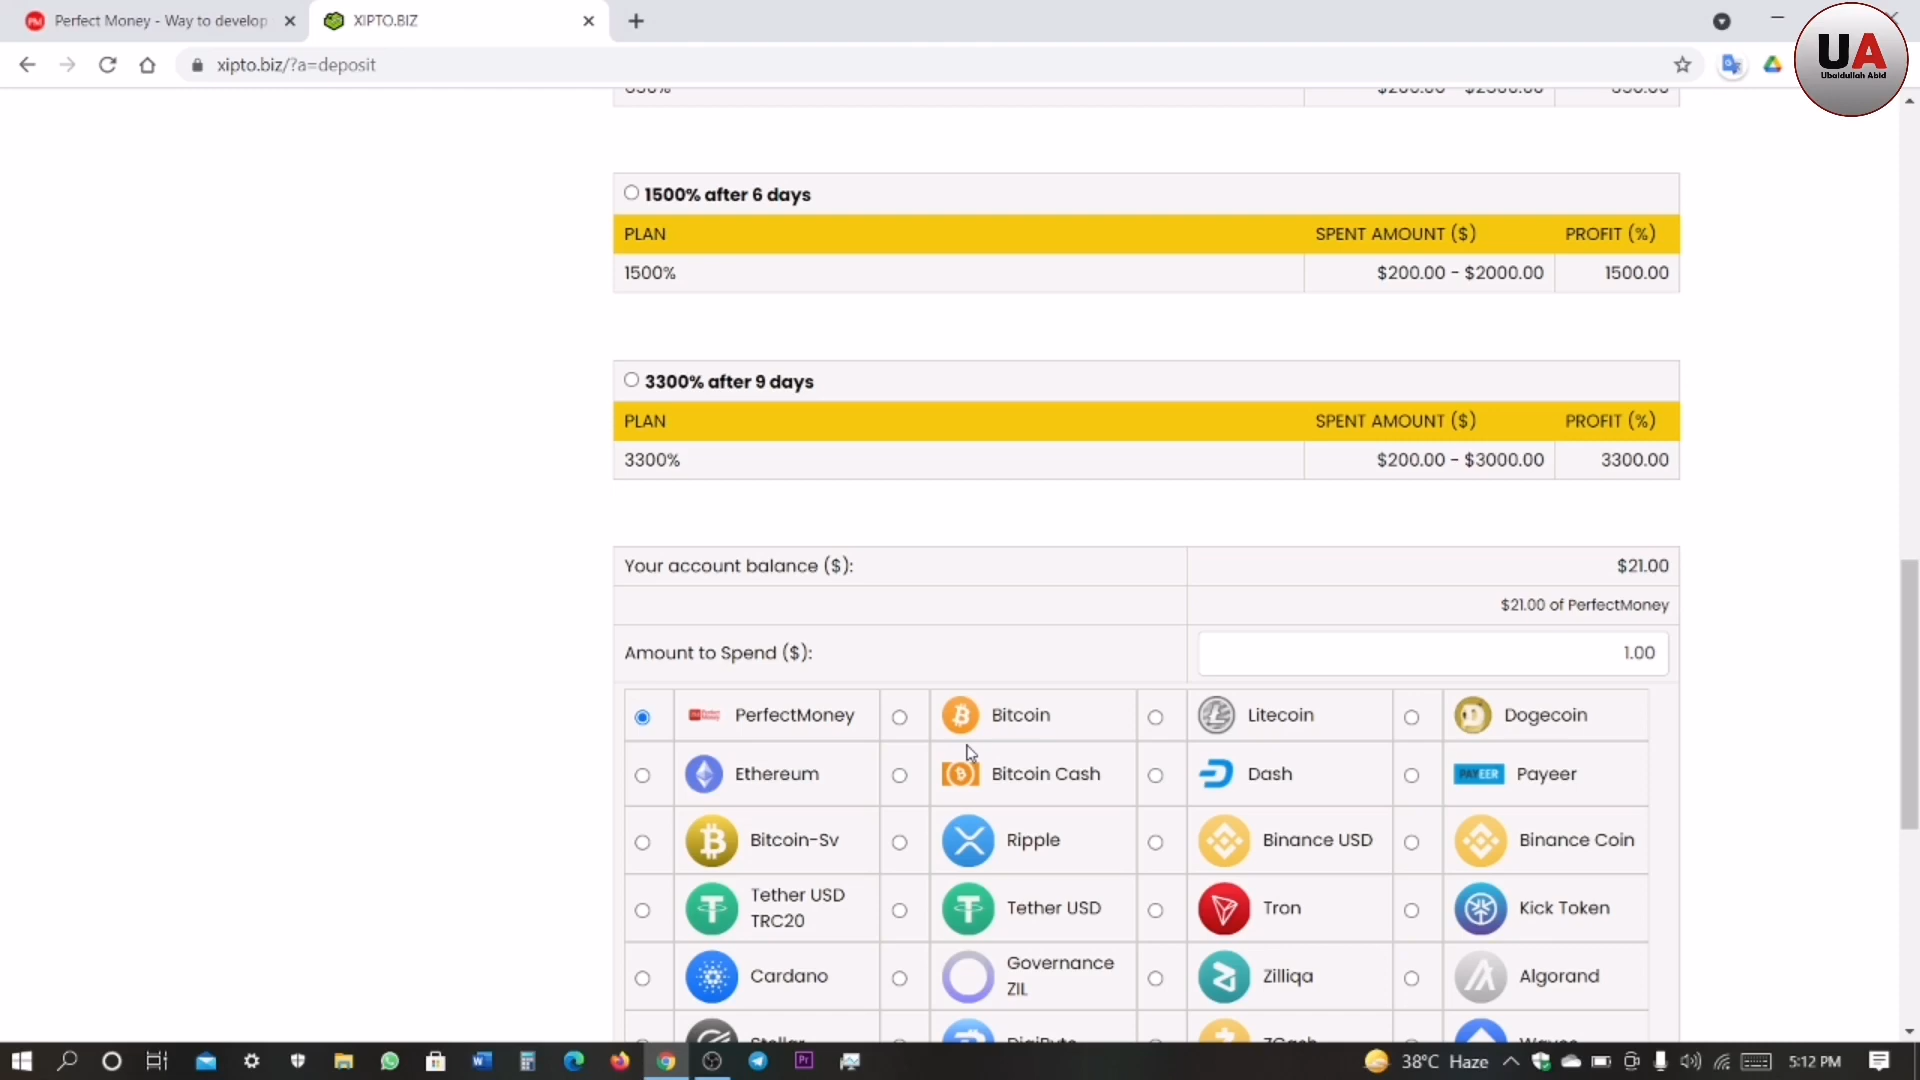 Perfect Money - Way to develop
XIPTO.BIZ
xipto.biz/?a=deposit
UA
Ubaidullah Abid
1500% after 6 days
PLAN SPENT AMOUNT ($) PROFIT (%)
1500% $200.00 - $2000.00 1500.00
3300% after 9 days
PLAN SPENT AMOUNT ($) PROFIT (%)
3300% $200.00 - $3000.00 3300.00
Your account balance ($): $21.00
$21.00 of PerfectMoney
Amount to Spend ($): 1.00
PerfectMoney Bitcoin Litecoin Dogecoin
Ethereum Bitcoin Cash Dash PAYEER Payeer
Bitcoin-Sv Ripple Binance USD Binance Coin
Tether USD
TRC20
Tether USD Tron Kick Token
Cardano
Governance
ZIL
Zilliqa Algorand
38°C Haze 5:12 PM